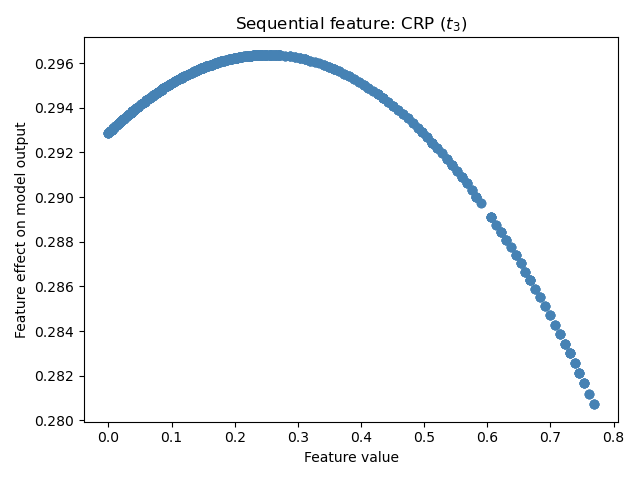 Sequential feature: CRP (t₃)
Feature effect on model output
0.296
0.294
0.292
0.290
0.288
0.286
0.284
0.282
0.280
0.0 0.1 0.2 0.3 0.4 0.5 0.6 0.7 0.8
Feature value